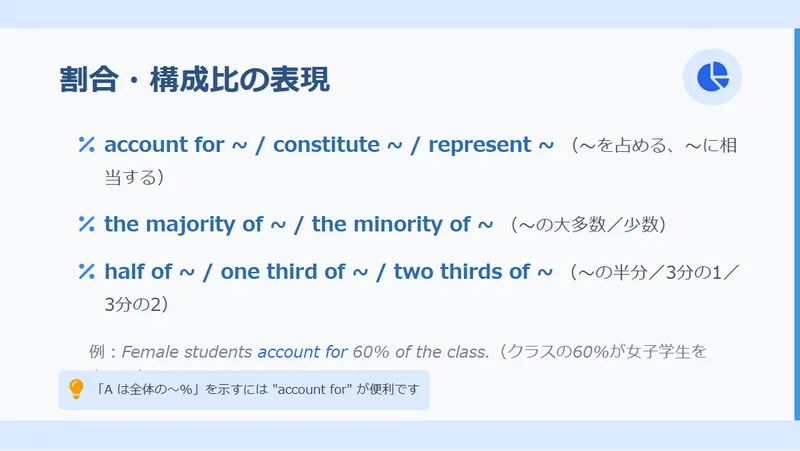 割合・構成比の表現
account for ~ / constitute ~ / represent ~ （～を占める、～に相
当する）
the majority of ~ / the minority of ~ （～の大多数／少数）
half of ~ / one third of ~ / two thirds of ~ （～の半分／3分の1／
3分の2）
例：Female students account for 60% of the class.（クラスの60%が女子学生を
「A は全体の～%」を示すには "account for" が便利です